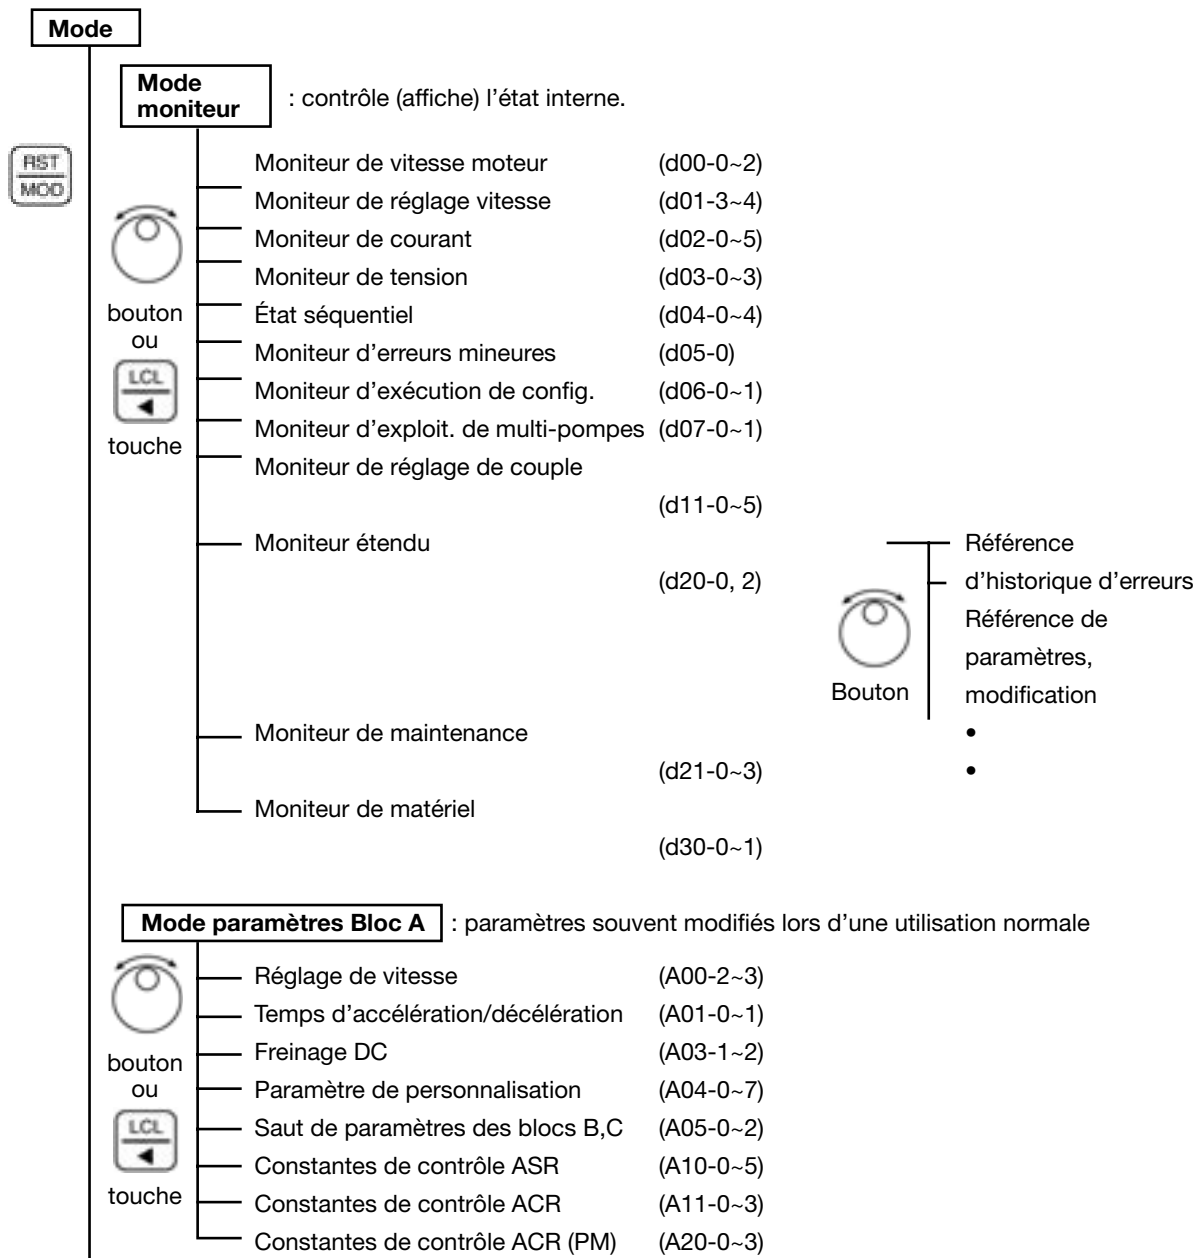 Mode
Mode
moniteur
: contrôle (affiche) l’état interne.
RST
MOD
Moniteur de vitesse moteur (d00-0~2)
Moniteur de réglage vitesse (d01-3~4)
Moniteur de courant (d02-0~5)
Moniteur de tension (d03-0~3)
bouton
ou
LCL
◀
touche
État séquentiel (d04-0~4)
Moniteur d’erreurs mineures (d05-0)
Moniteur d’exécution de config. (d06-0~1)
Moniteur d’exploit. de multi-pompes (d07-0~1)
Moniteur de réglage de couple
(d11-0~5)
Moniteur étendu
(d20-0, 2)
Bouton
Référence
d’historique d’erreurs
Référence de
paramètres,
modification
•
•
Moniteur de maintenance
(d21-0~3)
Moniteur de matériel
(d30-0~1)
Mode paramètres Bloc A : paramètres souvent modifiés lors d’une utilisation normale
bouton
ou
LCL
◀
touche
Réglage de vitesse (A00-2~3)
Temps d’accélération/décélération (A01-0~1)
Freinage DC (A03-1~2)
Paramètre de personnalisation (A04-0~7)
Saut de paramètres des blocs B,C (A05-0~2)
Constantes de contrôle ASR (A10-0~5)
Constantes de contrôle ACR (A11-0~3)
Constantes de contrôle ACR (PM) (A20-0~3)